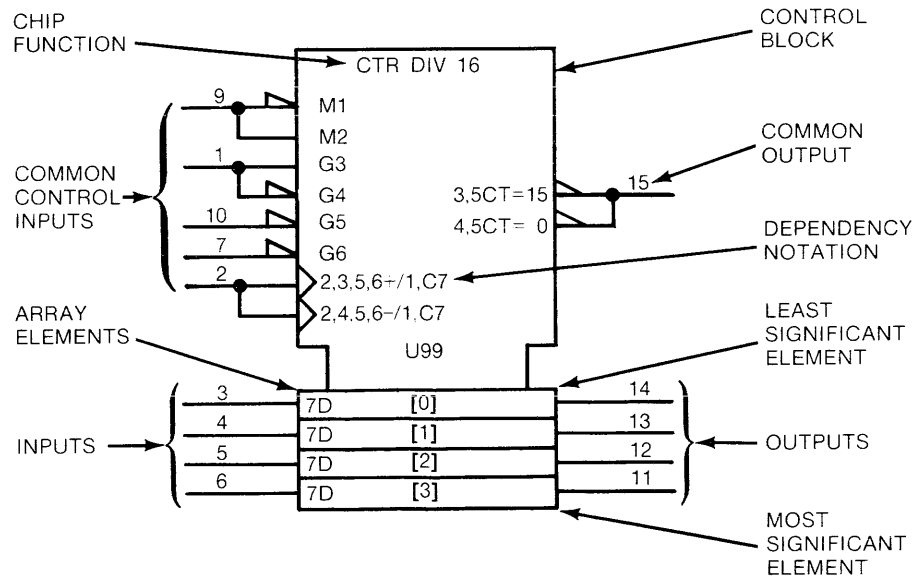 CHIP
FUNCTION
CONTROL
BLOCK
CTR DIV 16
9
M1
M2
1
G3
G4
10
G5
7
G6
2
2,3,5,6+/1,C7
2,4.5,6−/1,C7
COMMON
CONTROL
INPUTS
3,5CT=15
4,5CT= 0
15
COMMON
OUTPUT
DEPENDENCY
NOTATION
ARRAY
ELEMENTS
U99
LEAST
SIGNIFICANT
ELEMENT
INPUTS
3 7D [0] 14
4 7D [1] 13
5 7D [2] 12
6 7D [3] 11
OUTPUTS
MOST
SIGNIFICANT
ELEMENT